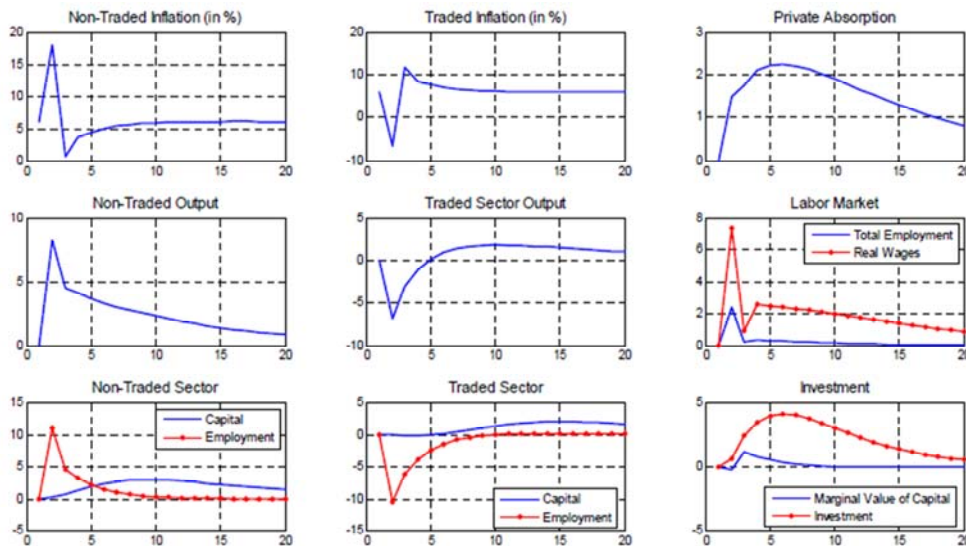 Non-Traded Inflation (in %)
20
15
10
5
0
0 5 10 15 20
Traded Inflation (in %)
20
10
0
-10
0 5 10 15 20
Private Absorption
3
2
1
0
0 5 10 15 20
Non-Traded Output
10
5
0
0 5 10 15 20
Traded Sector Output
5
0
-5
-10
0 5 10 15 20
Labor Market
8
6
4
2
0
0 5 10 15 20
Total Employment
Real Wages
Non-Traded Sector
15
10
5
0
-5
0 5 10 15 20
Capital
Employment
Traded Sector
5
0
-5
-10
-15
0 5 10 15 20
Capital
Employment
Investment
5
0
-5
0 5 10 15 20
Marginal Value of Capital
Investment